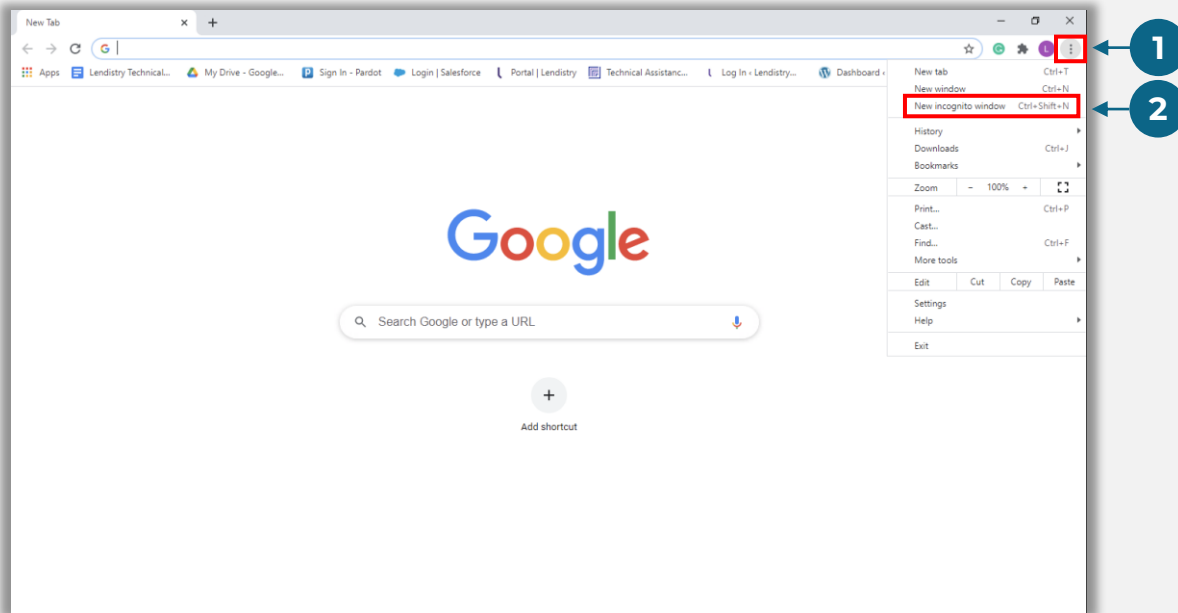 New Tab
1
Apps Lendistry Technical... My Drive - Google... Sign In - Pardot Login | Salesforce Portal | Lendistry Technical Assistanc... Log In ‹ Lendistry... Dashboard ‹
New tab Ctrl+T
New window Ctrl+N
New incognito window Ctrl+Shift+N
2
History
Downloads Ctrl+J
Bookmarks
Zoom - 100% +
Print... Ctrl+P
Cast...
Find... Ctrl+F
More tools
Edit Cut Copy Paste
Settings
Help
Exit
Google
Search Google or type a URL
Add shortcut